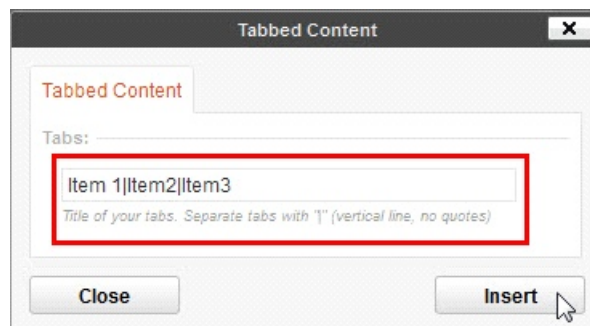 Tabbed Content
Tabbed Content
Tabs:
Item 1|Item2|Item3
Title of your tabs. Separate tabs with "|" (vertical line, no quotes)
Close
Insert